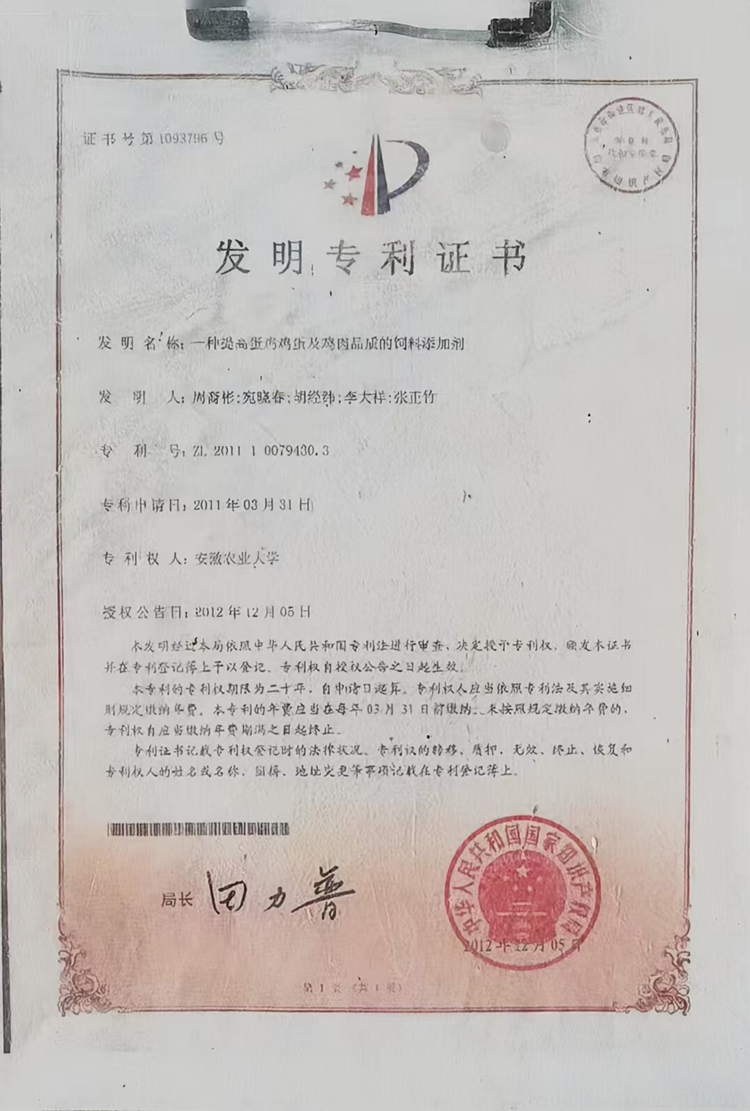 证书号第1093796号
发明专利证书
发明名称：一种提高蛋鸡鸡蛋及鸡肉品质的饲料添加剂
发明人：周裔彬；宛晓春；胡经纬；李大祥；张正竹
专利号：ZL 2011 1 0079430.3
专利申请日：2011年03月31日
专利权人：安徽农业大学
授权公告日：2012年12月05日
本发明经过本局依照中华人民共和国专利法进行审查，决定授予专利权，颁发本证书
并在专利登记簿上予以登记。专利权自授权公告之日起生效。
本专利的专利权期限为二十年，自申请日起算。专利权人应当依照专利法及其实施细
则规定缴纳年费。本专利的年费应当在每年03月31日前缴纳。未按照规定缴纳年费的，
专利权自应当缴纳年费期满之日起终止。
专利证书记载专利权登记时的法律状况。专利权的转移、质押、无效、终止、恢复和
专利权人的姓名或名称、国籍、地址变更等事项记载在专利登记簿上。
局长 田力普
中华人民共和国国家知识产权局
2012年12月05日
第1页（共1页）